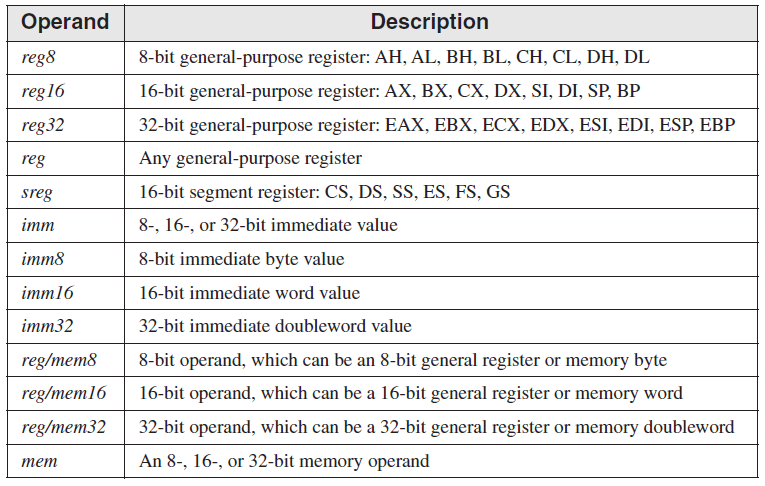 Operand Description
reg8 8-bit general-purpose register: AH, AL, BH, BL, CH, CL, DH, DL
reg16 16-bit general-purpose register: AX, BX, CX, DX, SI, DI, SP, BP
reg32 32-bit general-purpose register: EAX, EBX, ECX, EDX, ESI, EDI, ESP, EBP
reg Any general-purpose register
sreg 16-bit segment register: CS, DS, SS, ES, FS, GS
imm 8-, 16-, or 32-bit immediate value
imm8 8-bit immediate byte value
imm16 16-bit immediate word value
imm32 32-bit immediate doubleword value
reg/mem8 8-bit operand, which can be an 8-bit general register or memory byte
reg/mem16 16-bit operand, which can be a 16-bit general register or memory word
reg/mem32 32-bit operand, which can be a 32-bit general register or memory doubleword
mem An 8-, 16-, or 32-bit memory operand